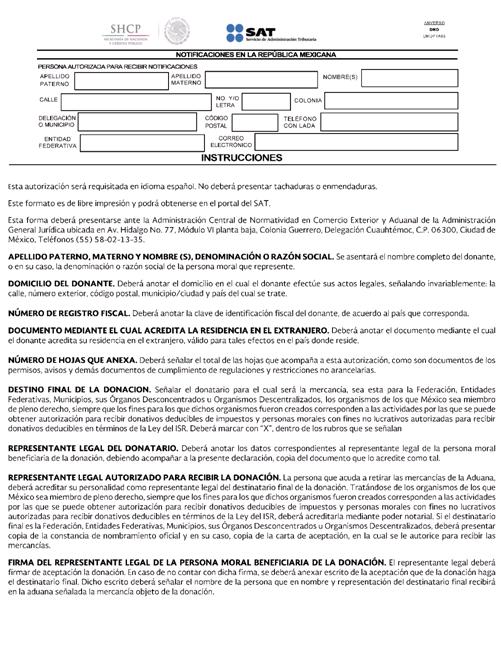 SHCP
SECRETARÍA DE HACIENDA
Y CRÉDITO PÚBLICO
SAT
Servicio de Administración Tributaria
ANVERSO
NOTIFICACIONES EN LA REPÚBLICA MEXICANA
PERSONA AUTORIZADA PARA RECIBIR NOTIFICACIONES
APELLIDO PATERNO
APELLIDO MATERNO
NOMBRE(S)
CALLE
NO Y/O LETRA
COLONIA
DELEGACIÓN O MUNICIPIO
CÓDIGO POSTAL
TELÉFONO CON LADA
ENTIDAD FEDERATIVA
CORREO ELECTRÓNICO
INSTRUCCIONES
Esta autorización será requisitada en idioma español. No deberá presentar tachaduras o enmendaduras.
Este formato es de libre impresión y podrá obtenerse en el portal del SAT.
Esta forma deberá presentarse ante la Administración Central de Normatividad en Comercio Exterior y Aduanal de la Administración
General Jurídica ubicada en Av. Hidalgo No. 77, Módulo VI planta baja, Colonia Guerrero, Delegación Cuauhtémoc, C.P. 06300, Ciudad de
México, Teléfonos (55) 58-02-13-35.
APELLIDO PATERNO, MATERNO Y NOMBRE (S), DENOMINACIÓN O RAZÓN SOCIAL. Se asentará el nombre completo del donante,
o en su caso, la denominación o razón social de la persona moral que represente.
DOMICILIO DEL DONANTE. Deberá anotar el domicilio en el cual el donante efectúe sus actos legales, señalando invariablemente: la
calle, número exterior, código postal, municipio/ciudad y país del cual se trate.
NÚMERO DE REGISTRO FISCAL. Deberá anotar la clave de identificación fiscal del donante, de acuerdo al país que corresponda.
DOCUMENTO MEDIANTE EL CUAL ACREDITA LA RESIDENCIA EN EL EXTRANJERO. Deberá anotar el documento mediante el cual
el donante acredite su residencia en el extranjero, válido para tales efectos en el país donde reside.
NÚMERO DE HOJAS QUE ANEXA. Deberá señalar el total de las hojas que acompaña a esta autorización, como son documentos de los
permisos, avisos y demás documentos de cumplimiento de regulaciones y restricciones no arancelarias.
DESTINO FINAL DE LA DONACION. Señalar el donatario para el cual será la mercancía, sea esta para la Federación, Entidades
Federativas, Municipios, sus Órganos Desconcentrados u Organismos Descentralizados, los organismos de los que México sea miembro
de pleno derecho, siempre que los fines para los que dichos organismos fueron creados corresponden a las actividades por las que se puede
obtener autorización para recibir donativos deducibles de impuestos y personas morales con fines no lucrativos autorizadas para recibir
donativos deducibles en términos de la Ley del ISR. Deberá marcar con "X", dentro de los rubros que se señalan
REPRESENTANTE LEGAL DEL DONATARIO. Deberá anotar los datos correspondientes al representante legal de la persona moral
beneficiaria de la donación, debiendo acompañar a la presente declaración, copia del documento que lo acredite como tal.
REPRESENTANTE LEGAL AUTORIZADO PARA RECIBIR LA DONACIÓN. La persona que acuda a retirar las mercancías de la Aduana,
deberá acreditar su personalidad como representante legal del destinatario final de la donación. Tratándose de los organismos de los que
México sea miembro de pleno derecho, siempre que los fines para los que dichos organismos fueron creados corresponden a las actividades
por las que se puede obtener autorización para recibir donativos deducibles de impuestos y personas morales con fines no lucrativos
autorizadas para recibir donativos deducibles en términos de la Ley del ISR, deberá acreditarla mediante poder notarial. Si el destinatario
final es la Federación, Entidades Federativas, Municipios, sus Órganos Desconcentrados u Organismos Descentralizados, deberá presentar
copia de la constancia de nombramiento oficial y en su caso, copia de la carta de aceptación, en la cual se le autorice para recibir las
mercancías.
FIRMA DEL REPRESENTANTE LEGAL DE LA PERSONA MORAL BENEFICIARIA DE LA DONACIÓN. El representante legal deberá
firmar de aceptación la donación. En caso de no contar con dicha firma, se deberá anexar escrito de la aceptación que de la donación haga
el destinatario final. Dicho escrito deberá señalar el nombre de la persona que en nombre y representación del destinatario final recibirá
en la aduana señalada la mercancía objeto de la donación.